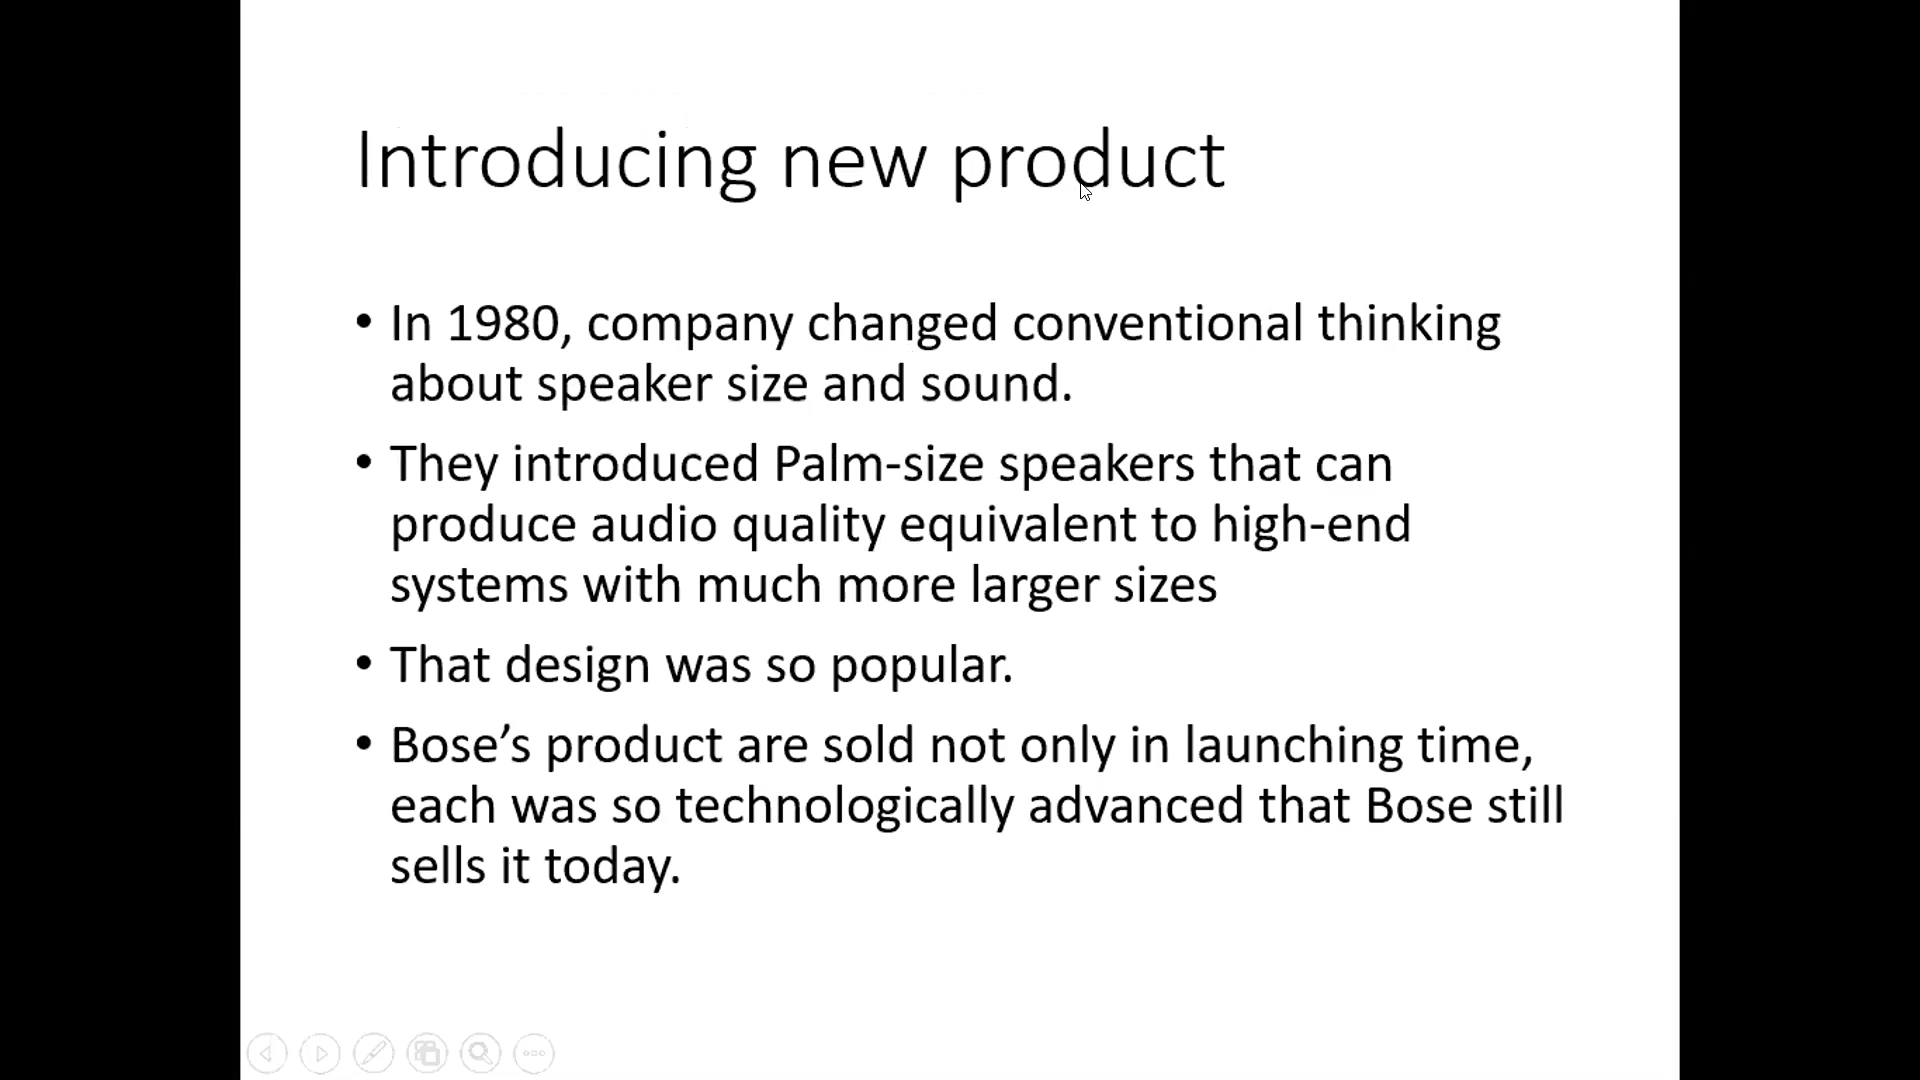 Introducing new product
• In 1980, company changed conventional thinking
about speaker size and sound.
• They introduced Palm-size speakers that can
produce audio quality equivalent to high-end
systems with much more larger sizes
• That design was so popular.
• Bose’s product are sold not only in launching time,
each was so technologically advanced that Bose still
sells it today.